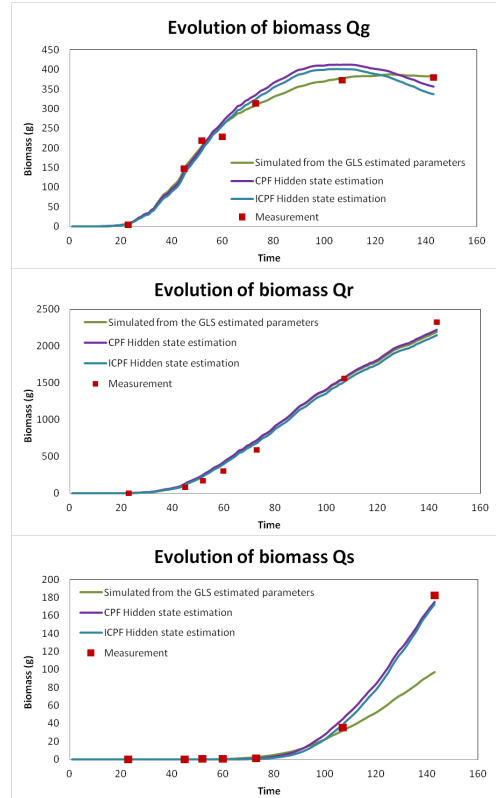 Evolution of biomass Qg
450
400
350
300
250
200
150
100
50
0
Biomass (g)
Simulated from the GLS estimated parameters
CPF Hidden state estimation
ICPF Hidden state estimation
Measurement
0 20 40 60 80 100 120 140 160
Time
Evolution of biomass Qr
2500
2000
1500
1000
500
0
Biomass (g)
Simulated from the GLS estimated parameters
CPF Hidden state estimation
ICPF Hidden state estimation
Measurement
0 20 40 60 80 100 120 140 160
Time
Evolution of biomass Qs
200
180
160
140
120
100
80
60
40
20
0
Biomass (g)
Simulated from the GLS estimated parameters
CPF Hidden state estimation
ICPF Hidden state estimation
Measurement
0 20 40 60 80 100 120 140 160
Time